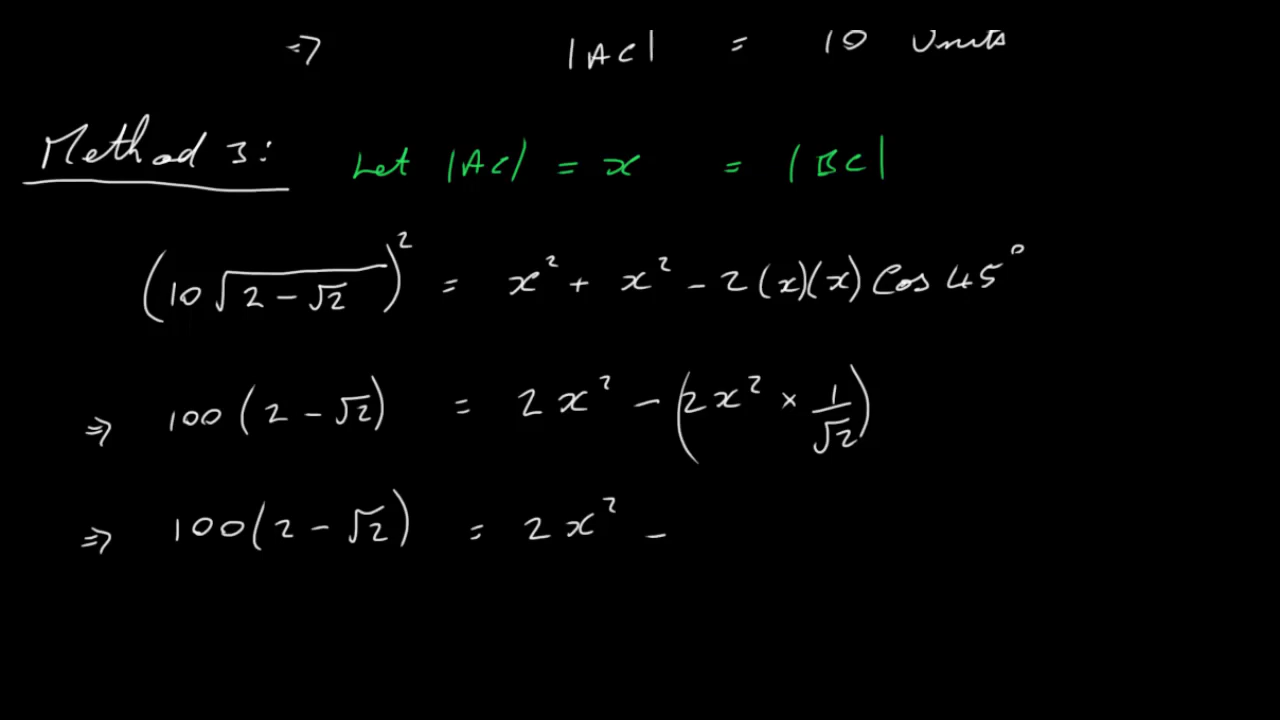 ⇒ |AC| = 10 Units
Method 3: Let |AC| = x = |BC|
(10√(2 - √2))² = x² + x² - 2(x)(x) Cos 45°
⇒ 100(2 - √2) = 2x² - (2x² × 1/√2)
⇒ 100(2 - √2) = 2x² -